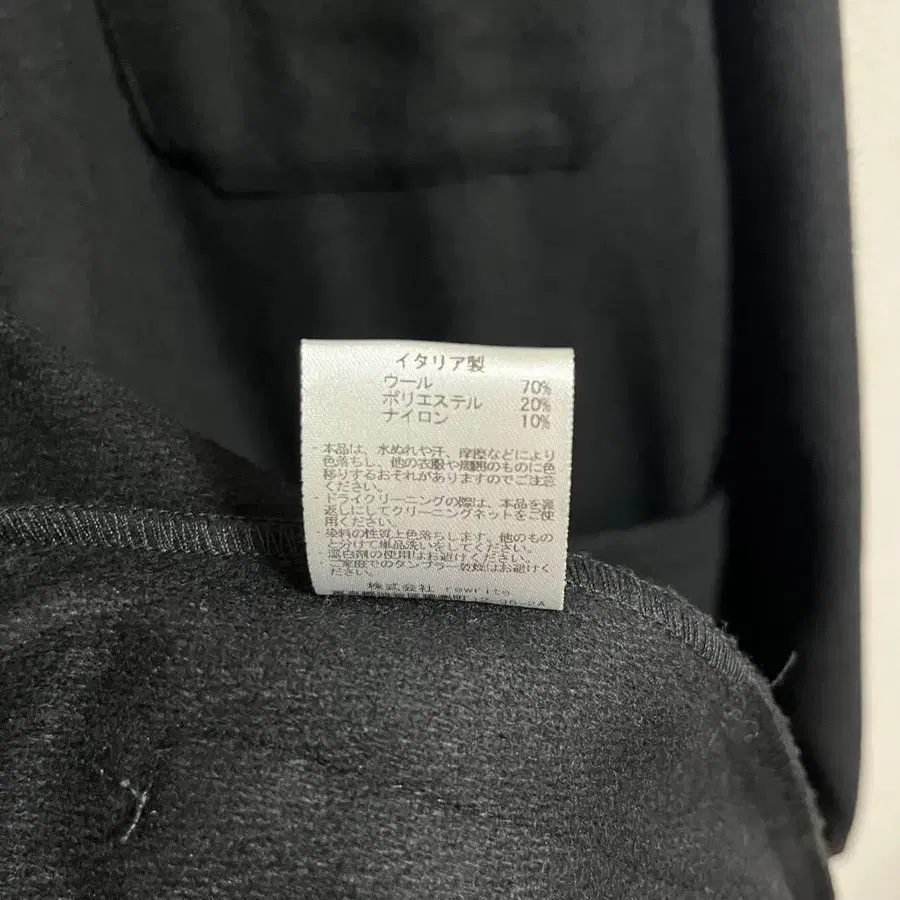 イタリア製
ウール 70%
ポリエステル 20%
ナイロン 10%
・本品は、水ぬれや汗、摩擦などにより
色落ちし、他の衣服や周囲のものに色
移りするおそれがありますのでご注意
ください。
・ドライクリーニングの際は、本品を裏
返しにしてクリーニングネットをご使
用ください。
染料の性質上色落ちします。他のもの
と分けて単品洗いをしてください。
・漂白剤の使用はお避けください。
ご家庭でのタンブラー乾燥はお避けく
ださい。
株式会社 rewrite